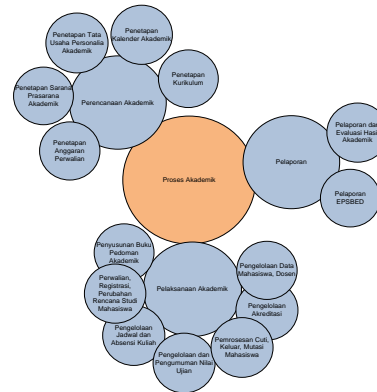 Penetapan Tata
Usaha Personalia
Akademik
Penetapan
Kalender Akademik
Penetapan
Kurikulum
Penetapan Sarana
Prasarana
Akademik
Perencanaan Akademik
Penetapan
Anggaran
Perwalian
Proses Akademik
Pelaporan
Pelaporan dan
Evaluasi Hasil
Akademik
Pelaporan
EPSBED
Penyusunan Buku
Pedoman
Akademik
Perwalian,
Registrasi,
Perubahan
Rencana Studi
Mahasiswa
Pelaksanaan Akademik
Pengelolaan Data
Mahasiswa, Dosen
Pengelolaan
Akreditasi
Pengelolaan
Jadwal dan
Absensi Kuliah
Pemrosesan Cuti,
Keluar, Mutasi
Mahasiswa
Pengelolaan dan
Pengumuman Nilai
Ujian